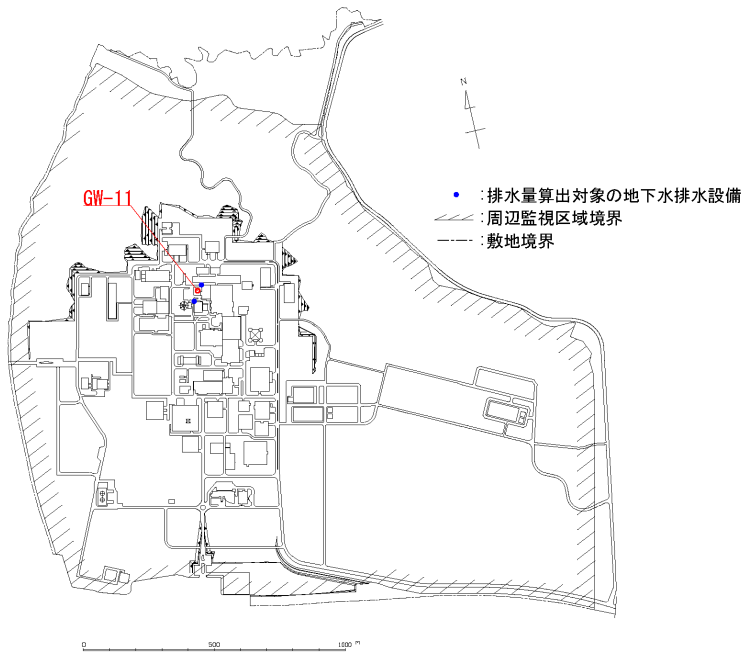 N
GW-11
:排水量算出対象の地下水排水設備
:周辺監視区域境界
:敷地境界
0 500 1000 (m)